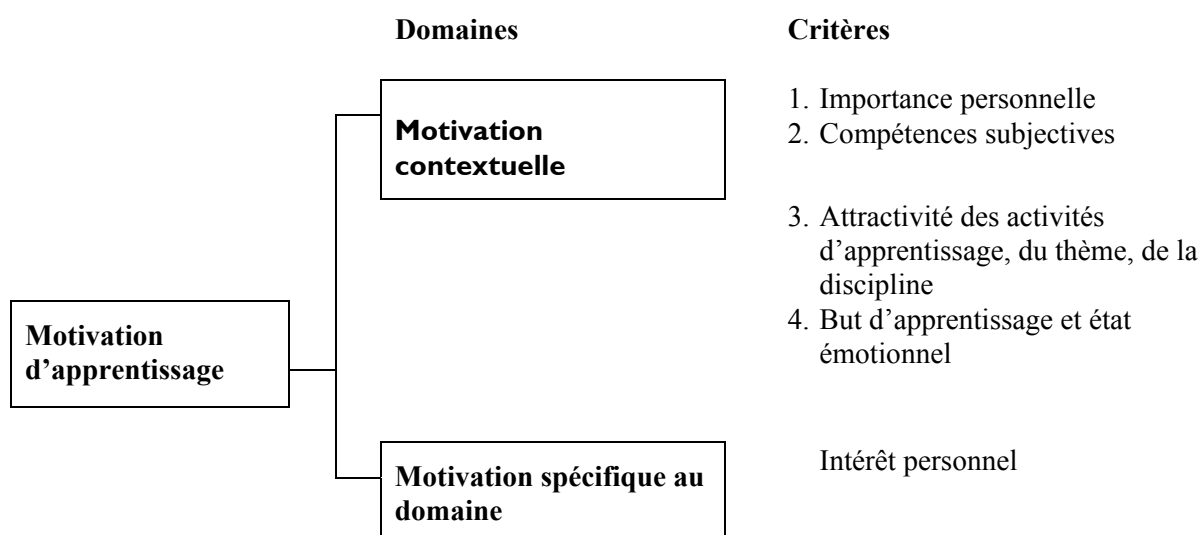 Domaines
Critères
Motivation
contextuelle
1. Importance personnelle
2. Compétences subjectives
3. Attractivité des activités
d’apprentissage, du thème, de la
discipline
4. But d’apprentissage et état
émotionnel
Motivation
d’apprentissage
Motivation spécifique au
domaine
Intérêt personnel